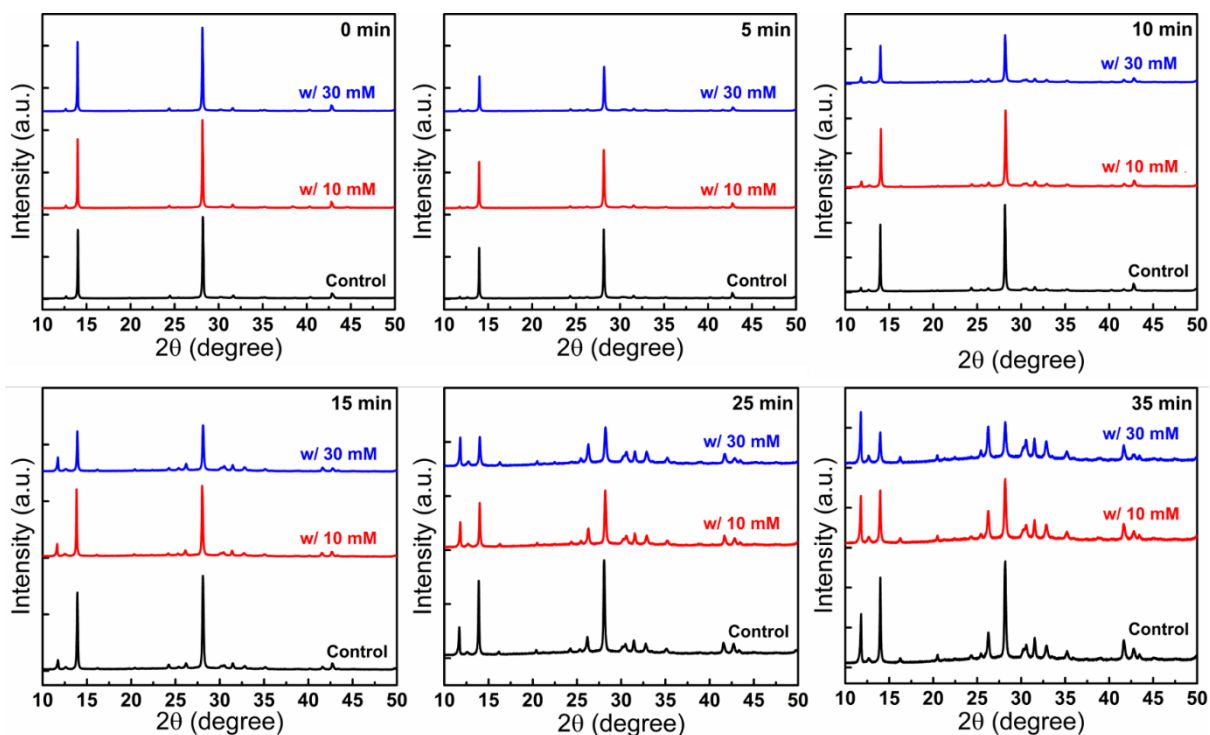 0 min
w/ 30 mM
w/ 10 mM
Control
Intensity (a.u.)
10 15 20 25 30 35 40 45 50
2θ (degree)
5 min
w/ 30 mM
w/ 10 mM
Control
Intensity (a.u.)
10 15 20 25 30 35 40 45 50
2θ (degree)
10 min
w/ 30 mM
w/ 10 mM
Control
Intensity (a.u.)
10 15 20 25 30 35 40 45 50
2θ (degree)
15 min
w/ 30 mM
w/ 10 mM
Control
Intensity (a.u.)
10 15 20 25 30 35 40 45 50
2θ (degree)
25 min
w/ 30 mM
w/ 10 mM
Control
Intensity (a.u.)
10 15 20 25 30 35 40 45 50
2θ (degree)
35 min
w/ 30 mM
w/ 10 mM
Control
Intensity (a.u.)
10 15 20 25 30 35 40 45 50
2θ (degree)